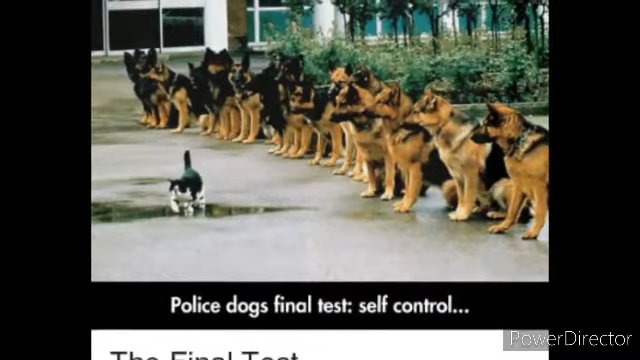 Police dogs final test: self control...
The Final Test
PowerDirector